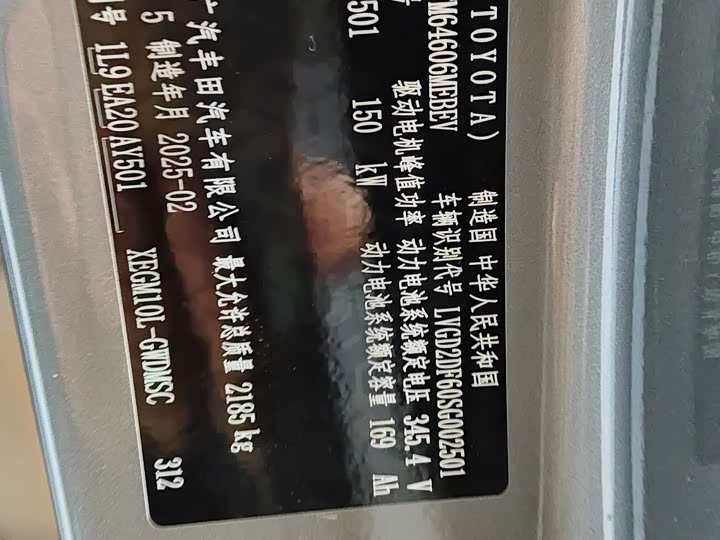 TOYOTA) 制造国 中华人民共和国
M6460GMEBEV 车辆识别代号 LVGD2DF60SG002501
驱动电机峰值功率 动力电池系统额定电压 345.4 V
501 150 kW 动力电池系统额定容量 169 Ah
广汽丰田汽车有限公司 最大允许总质量 2185 kg
5 制造年月 2025-02
号 1L9 EA20 AY501 XEGM10L-GWDMSC 312